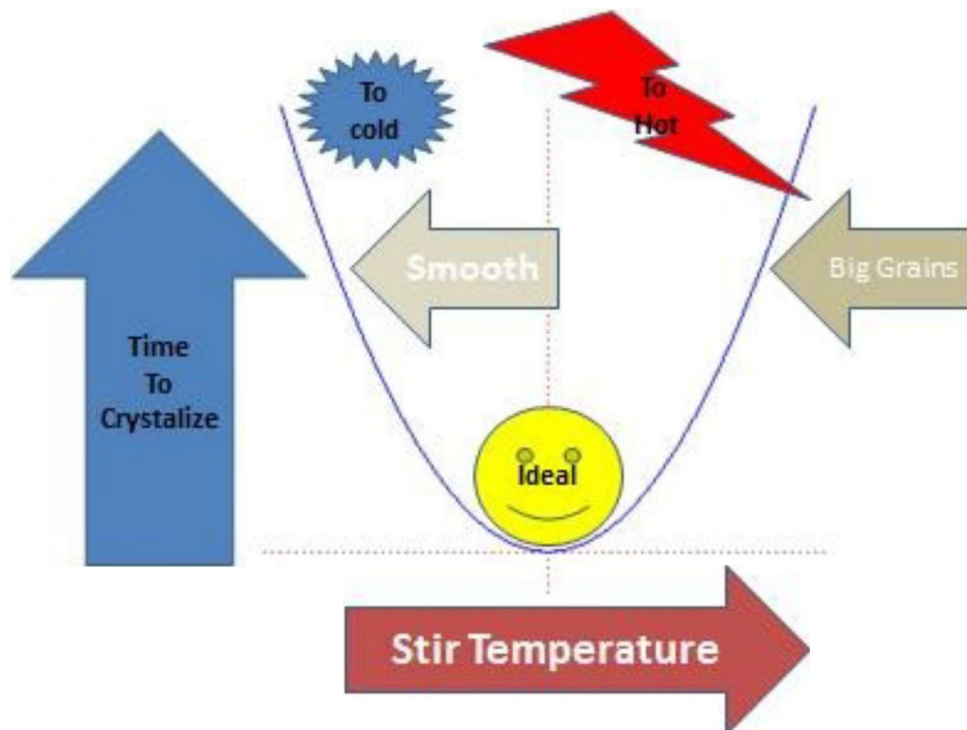 To
cold
To
Hot
Smooth
Big Grains
Time
To
Crystalize
Ideal
Stir Temperature